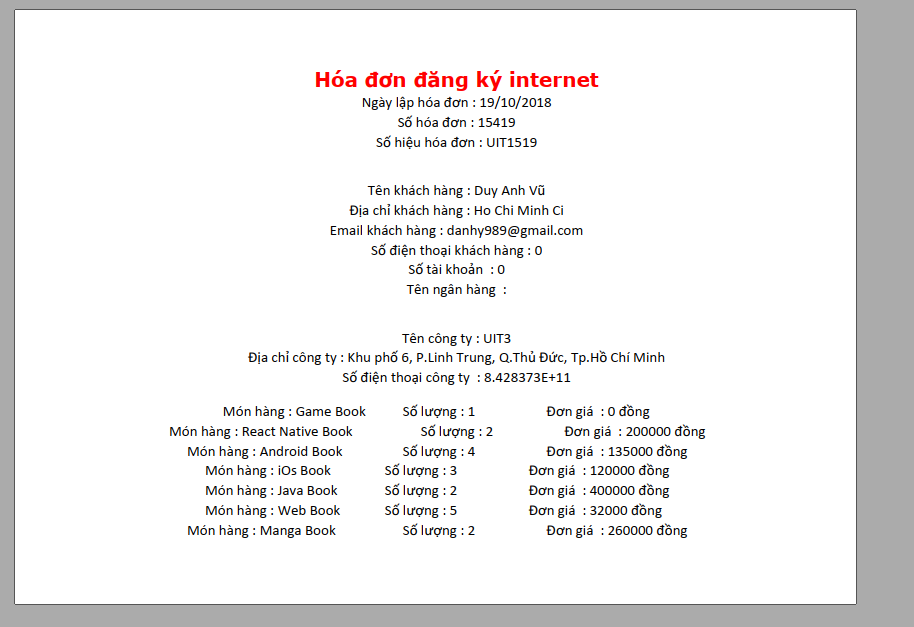 Hóa đơn đăng ký internet
Ngày lập hóa đơn : 19/10/2018
Số hóa đơn : 15419
Số hiệu hóa đơn : UIT1519
Tên khách hàng : Duy Anh Vũ
Địa chỉ khách hàng : Ho Chi Minh Ci
Email khách hàng : danhy989@gmail.com
Số điện thoại khách hàng : 0
Số tài khoản : 0
Tên ngân hàng :
Tên công ty : UIT3
Địa chỉ công ty : Khu phố 6, P.Linh Trung, Q.Thủ Đức, Tp.Hồ Chí Minh
Số điện thoại công ty : 8.428373E+11
Món hàng : Game Book Số lượng : 1 Đơn giá : 0 đồng
Món hàng : React Native Book Số lượng : 2 Đơn giá : 200000 đồng
Món hàng : Android Book Số lượng : 4 Đơn giá : 135000 đồng
Món hàng : iOs Book Số lượng : 3 Đơn giá : 120000 đồng
Món hàng : Java Book Số lượng : 2 Đơn giá : 400000 đồng
Món hàng : Web Book Số lượng : 5 Đơn giá : 32000 đồng
Món hàng : Manga Book Số lượng : 2 Đơn giá : 260000 đồng